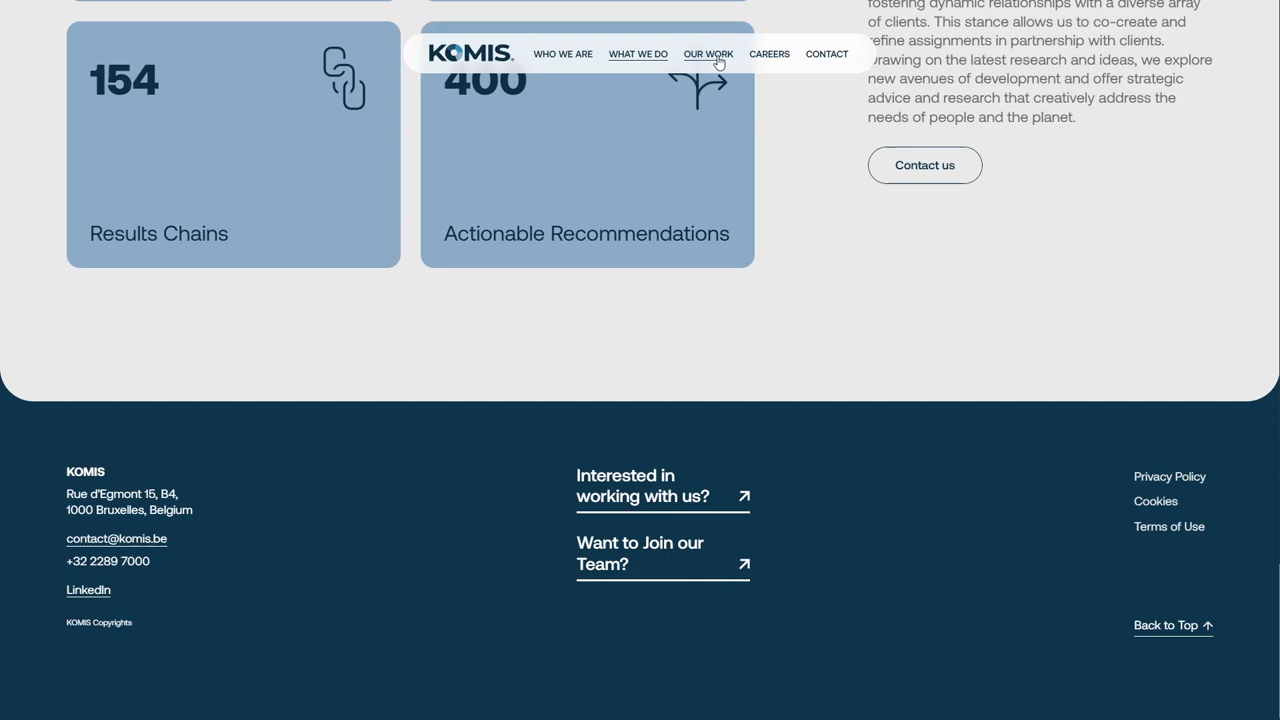 KOMIS
WHO WE ARE
WHAT WE DO
OUR WORK
CAREERS
CONTACT
154
Results Chains
400
Actionable Recommendations
fostering dynamic relationships with a diverse array
of clients. This stance allows us to co-create and
refine assignments in partnership with clients.
Drawing on the latest research and ideas, we explore
new avenues of development and offer strategic
advice and research that creatively address the
needs of people and the planet.
Contact us
KOMIS
Rue d'Egmont 15, B4,
1000 Bruxelles, Belgium
contact@komis.be
+32 2289 7000
LinkedIn
KOMIS Copyrights
Interested in
working with us?
Want to Join our
Team?
Privacy Policy
Cookies
Terms of Use
Back to Top